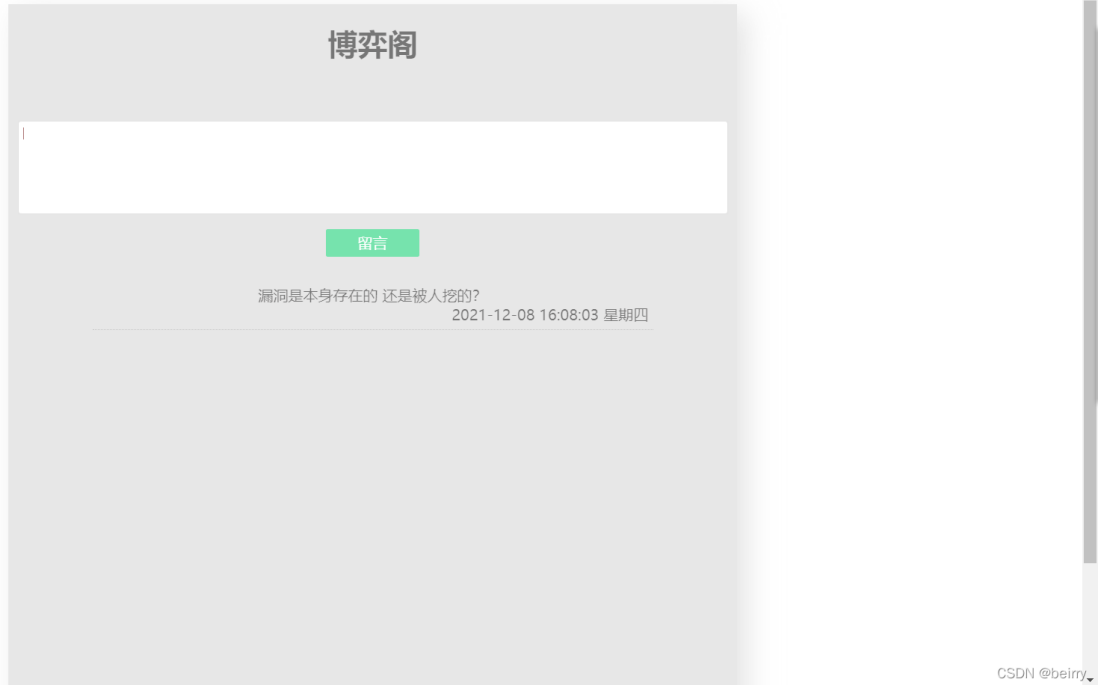 博弈阁
留言
漏洞是本身存在的 还是被人挖的?
2021-12-08 16:08:03 星期四
CSDN @beirry